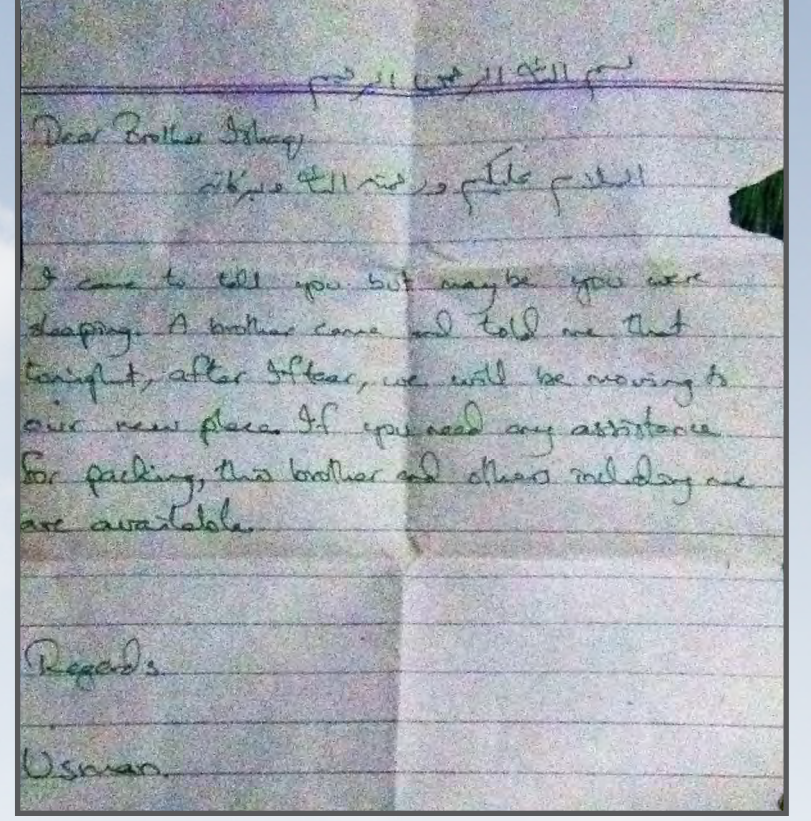 بسم الله الرحمن الرحيم
Dear Brother Ishaq,
السلام عليكم ورحمته الله وبركاته
I came to tell you but maybe you were
sleeping. A brother came and told me that
tonight, after Iftar, we will be moving to
our new place. If you need any assistance
for packing, this brother and others including me
are available.
Regards
Usman.